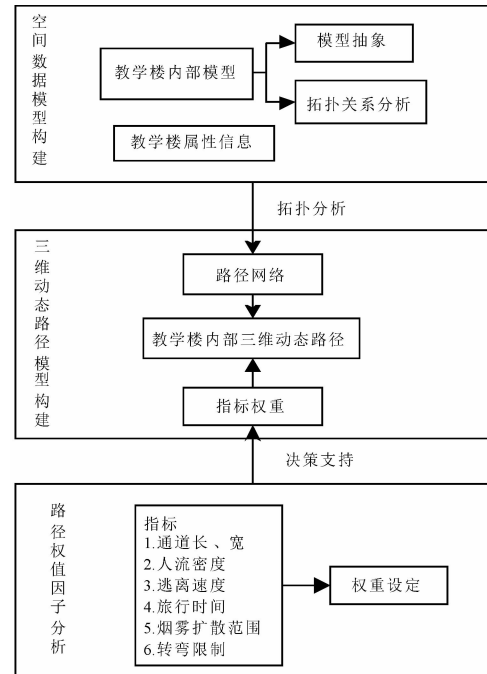 空间数据模型构建
教学楼内部模型
模型抽象
拓扑关系分析
教学楼属性信息
拓扑分析
三维动态路径模型构建
路径网络
教学楼内部三维动态路径
指标权重
决策支持
路径权值因子分析
指标
1.通道长、宽
2.人流密度
3.逃离速度
4.旅行时间
5.烟雾扩散范围
6.转弯限制
权重设定